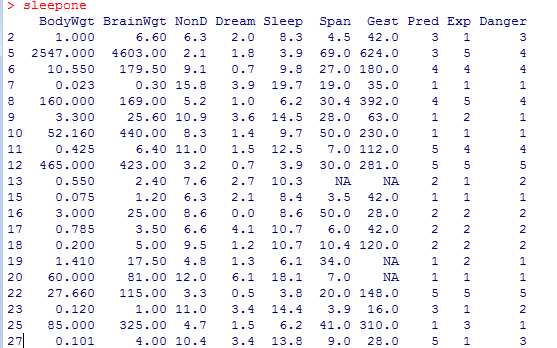 > sleepone
BodyWgt BrainWgt NonD Dream Sleep Span Gest Pred Exp Danger
2 1.000 6.60 6.3 2.0 8.3 4.5 42.0 3 1 3
5 2547.000 4603.00 2.1 1.8 3.9 69.0 624.0 3 5 4
6 10.550 179.50 9.1 0.7 9.8 27.0 180.0 4 4 4
7 0.023 0.30 15.8 3.9 19.7 19.0 35.0 1 1 1
8 160.000 169.00 5.2 1.0 6.2 30.4 392.0 4 5 4
9 3.300 25.60 10.9 3.6 14.5 28.0 63.0 1 2 1
10 52.160 440.00 8.3 1.4 9.7 50.0 230.0 1 1 1
11 0.425 6.40 11.0 1.5 12.5 7.0 112.0 5 4 4
12 465.000 423.00 3.2 0.7 3.9 30.0 281.0 5 5 5
13 0.550 2.40 7.6 2.7 10.3 NA NA 2 1 2
15 0.075 1.20 6.3 2.1 8.4 3.5 42.0 1 1 1
16 3.000 25.00 8.6 0.0 8.6 50.0 28.0 2 2 2
17 0.785 3.50 6.6 4.1 10.7 6.0 42.0 2 2 2
18 0.200 5.00 9.5 1.2 10.7 10.4 120.0 2 2 2
19 1.410 17.50 4.8 1.3 6.1 34.0 NA 1 2 1
20 60.000 81.00 12.0 6.1 18.1 7.0 NA 1 1 1
22 27.660 115.00 3.3 0.5 3.8 20.0 148.0 5 5 5
23 0.120 1.00 11.0 3.4 14.4 3.9 16.0 3 1 2
25 85.000 325.00 4.7 1.5 6.2 41.0 310.0 1 3 1
27 0.101 4.00 10.4 3.4 13.8 9.0 28.0 5 1 3